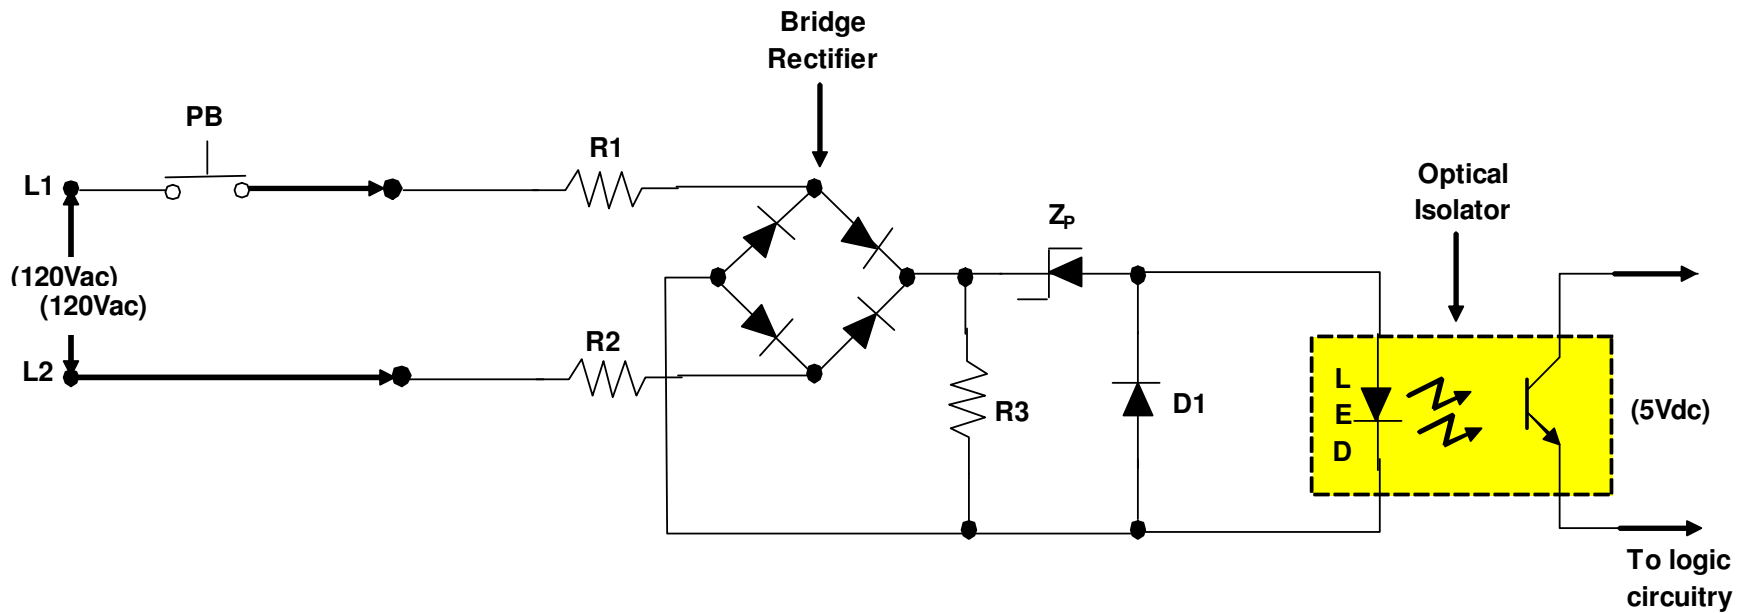 Bridge
Rectifier
PB
R1
L1
Optical
Isolator
ZP
(120Vac)
(120Vac)
R2
L2
L
E
D
R3
D1
(5Vdc)
To logic
circuitry